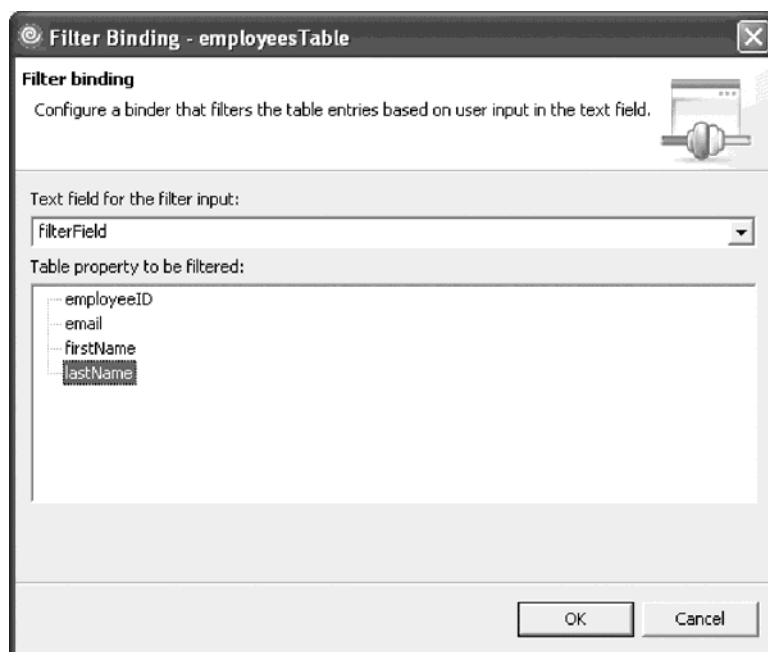 Filter Binding - employeesTable
Filter binding
Configure a binder that filters the table entries based on user input in the text field.
Text field for the filter input:
filterField
Table property to be filtered:
employeeID
email
firstName
lastName
OK
Cancel